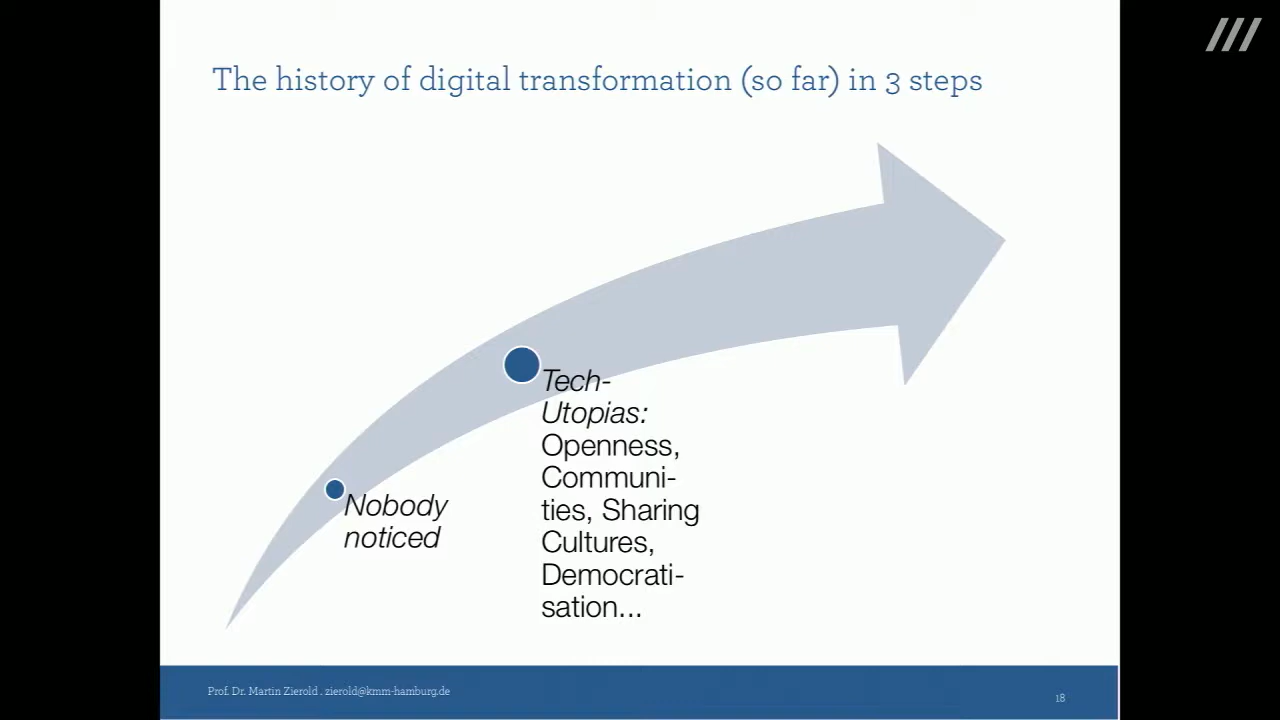 The history of digital transformation (so far) in 3 steps
Nobody
noticed
Tech-
Utopias:
Openness,
Communi-
ties, Sharing
Cultures,
Democrati-
sation...
Prof. Dr. Martin Zierold . zierold@kmm-hamburg.de
18